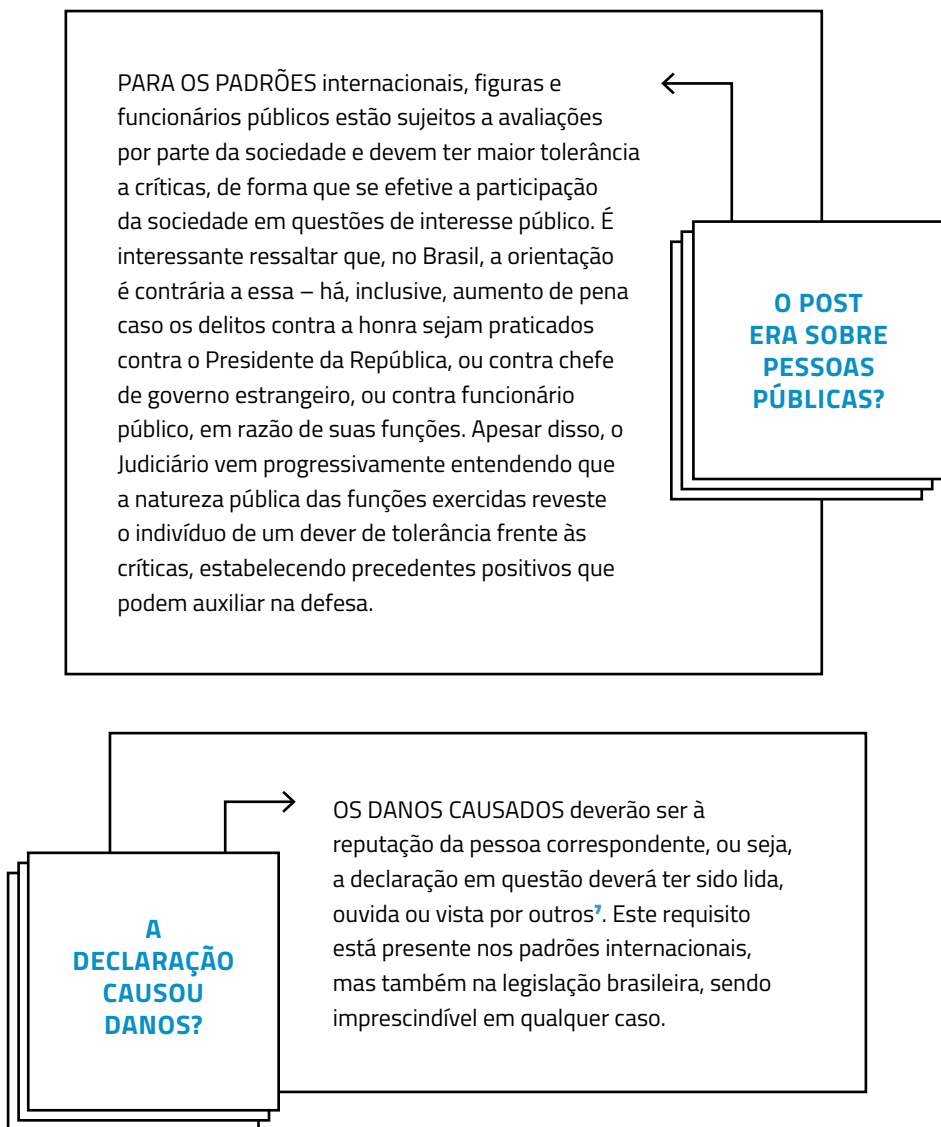 PARA OS PADRÕES internacionais, figuras e
funcionários públicos estão sujeitos a avaliações
por parte da sociedade e devem ter maior tolerância
a críticas, de forma que se efetive a participação
da sociedade em questões de interesse público. É
interessante ressaltar que, no Brasil, a orientação
é contrária a essa – há, inclusive, aumento de pena
caso os delitos contra a honra sejam praticados
contra o Presidente da República, ou contra chefe
de governo estrangeiro, ou contra funcionário
público, em razão de suas funções. Apesar disso, o
Judiciário vem progressivamente entendendo que
a natureza pública das funções exercidas reveste
o indivíduo de um dever de tolerância frente às
críticas, estabelecendo precedentes positivos que
podem auxiliar na defesa.
O POST
ERA SOBRE
PESSOAS
PÚBLICAS?
A
DECLARAÇÃO
CAUSOU
DANOS?
OS DANOS CAUSADOS deverão ser à
reputação da pessoa correspondente, ou seja,
a declaração em questão deverá ter sido lida,
ouvida ou vista por outros⁷. Este requisito
está presente nos padrões internacionais,
mas também na legislação brasileira, sendo
imprescindível em qualquer caso.